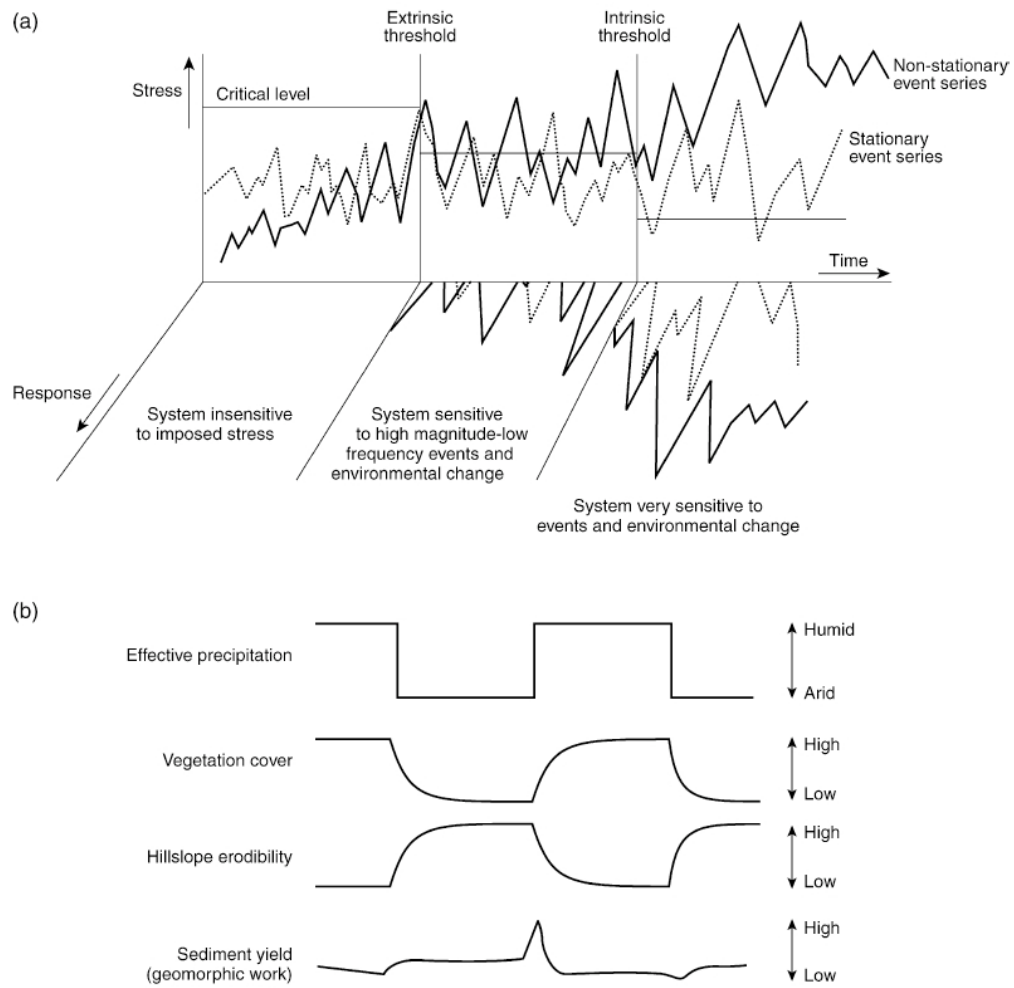 (a)
Extrinsic
threshold
Intrinsic
threshold
Stress
Critical level
Non-stationary
event series
Stationary
event series
Time
Response
System insensitive
to imposed stress
System sensitive
to high magnitude-low
frequency events and
environmental change
System very sensitive to
events and environmental change
(b)
Effective precipitation
Humid
Arid
Vegetation cover
High
Low
Hillslope erodibility
High
Low
Sediment yield
(geomorphic work)
High
Low